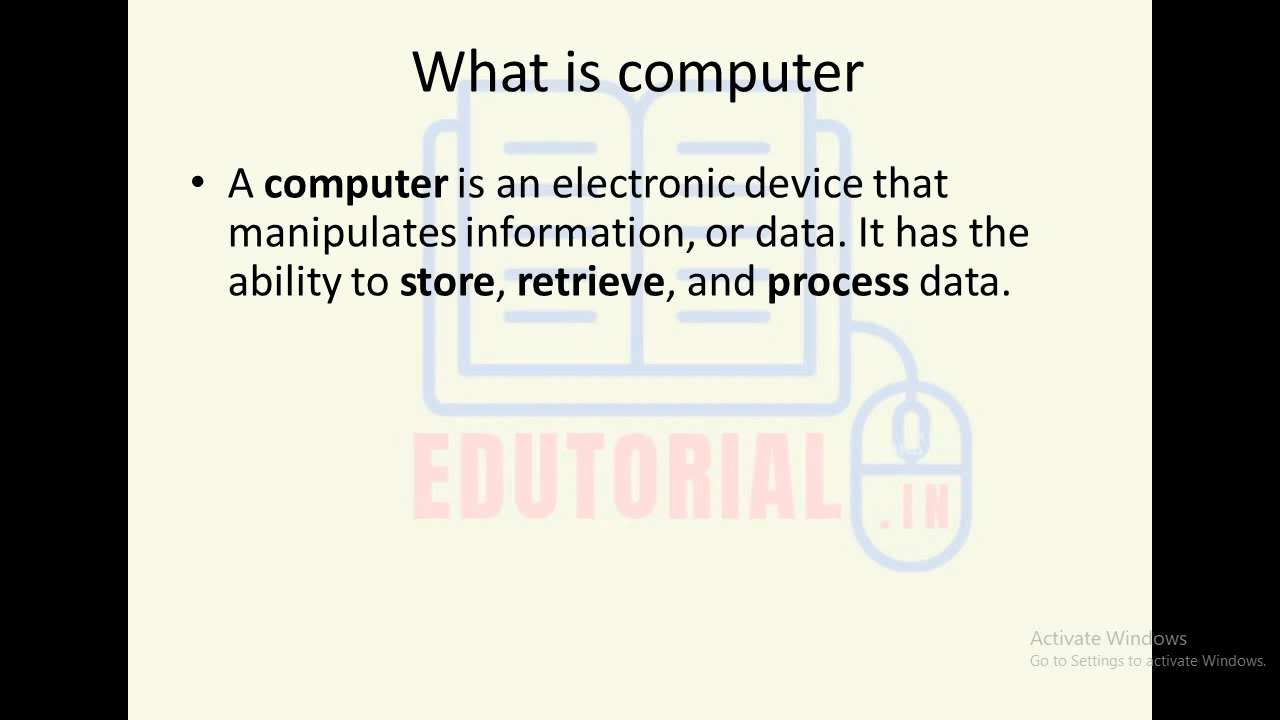 What is computer
• A computer is an electronic device that
manipulates information, or data. It has the
ability to store, retrieve, and process data.
EDUTORIAL
.IN
Activate Windows
Go to Settings to activate Windows.